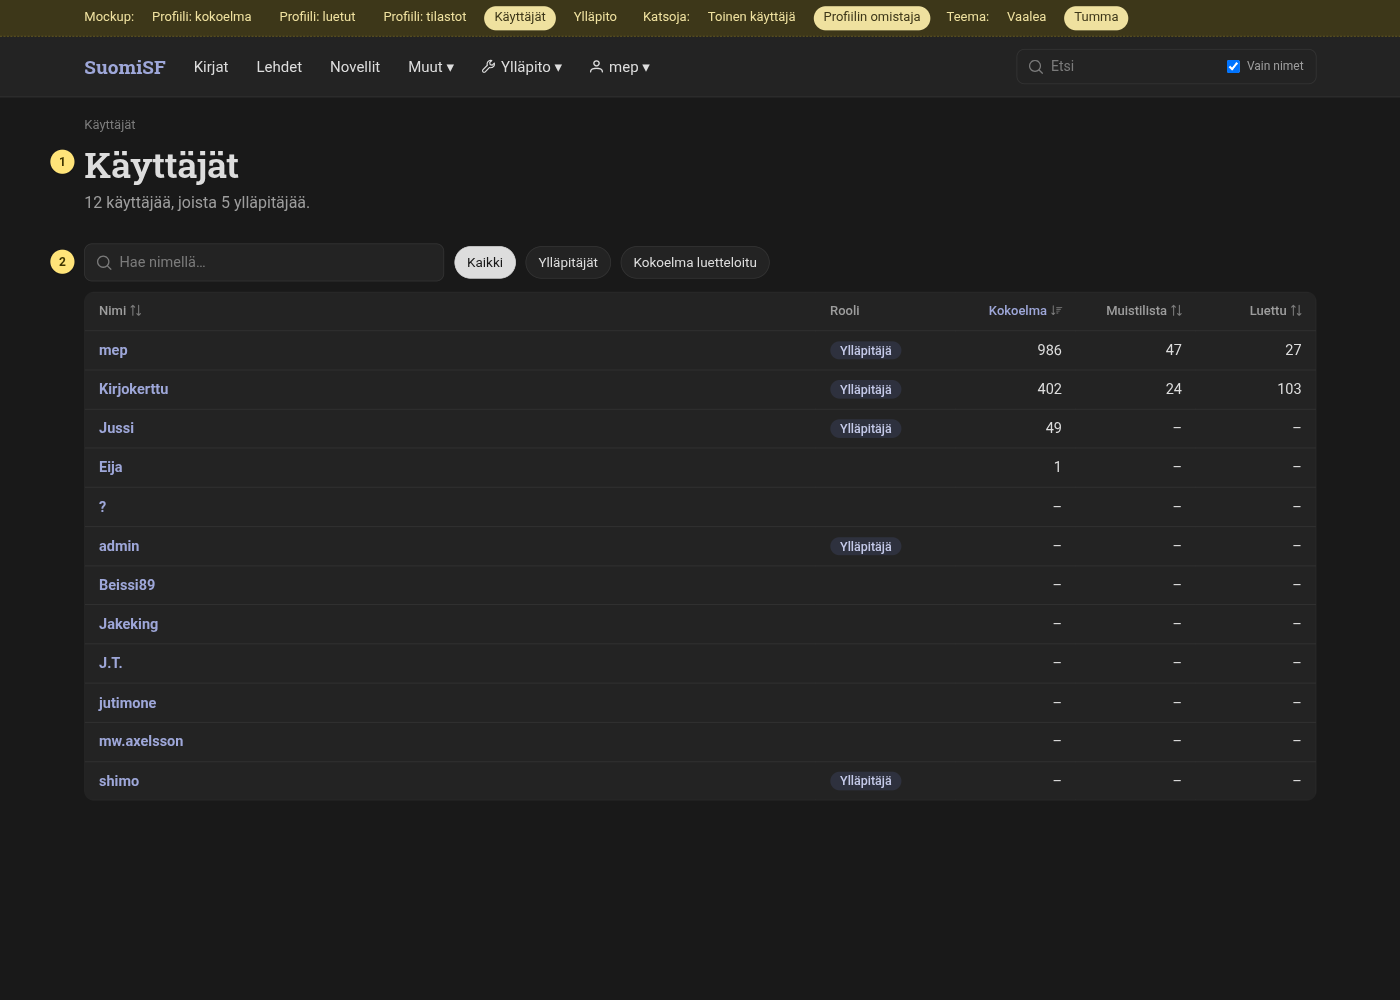 Mockup: Profiili: kokoelma Profiili: luetut Profiili: tilastot Käyttäjät Ylläpito Katsoja: Toinen käyttäjä Profiilin omistaja Teema: Vaalea Tumma
SuomiSF Kirjat Lehdet Novellit Muut ▾ Ylläpito ▾ mep ▾ Etsi Vain nimet
Käyttäjät
1 Käyttäjät
12 käyttäjää, joista 5 ylläpitäjää.
2 Hae nimellä… Kaikki Ylläpitäjät Kokoelma luetteloitu
Nimi Rooli Kokoelma Muistilista Luettu
mep Ylläpitäjä 986 47 27
Kirjokerttu Ylläpitäjä 402 24 103
Jussi Ylläpitäjä 49 – –
Eija 1 – –
? – – –
admin Ylläpitäjä – – –
Beissi89 – – –
Jakeking – – –
J.T. – – –
jutimone – – –
mw.axelsson – – –
shimo Ylläpitäjä – – –